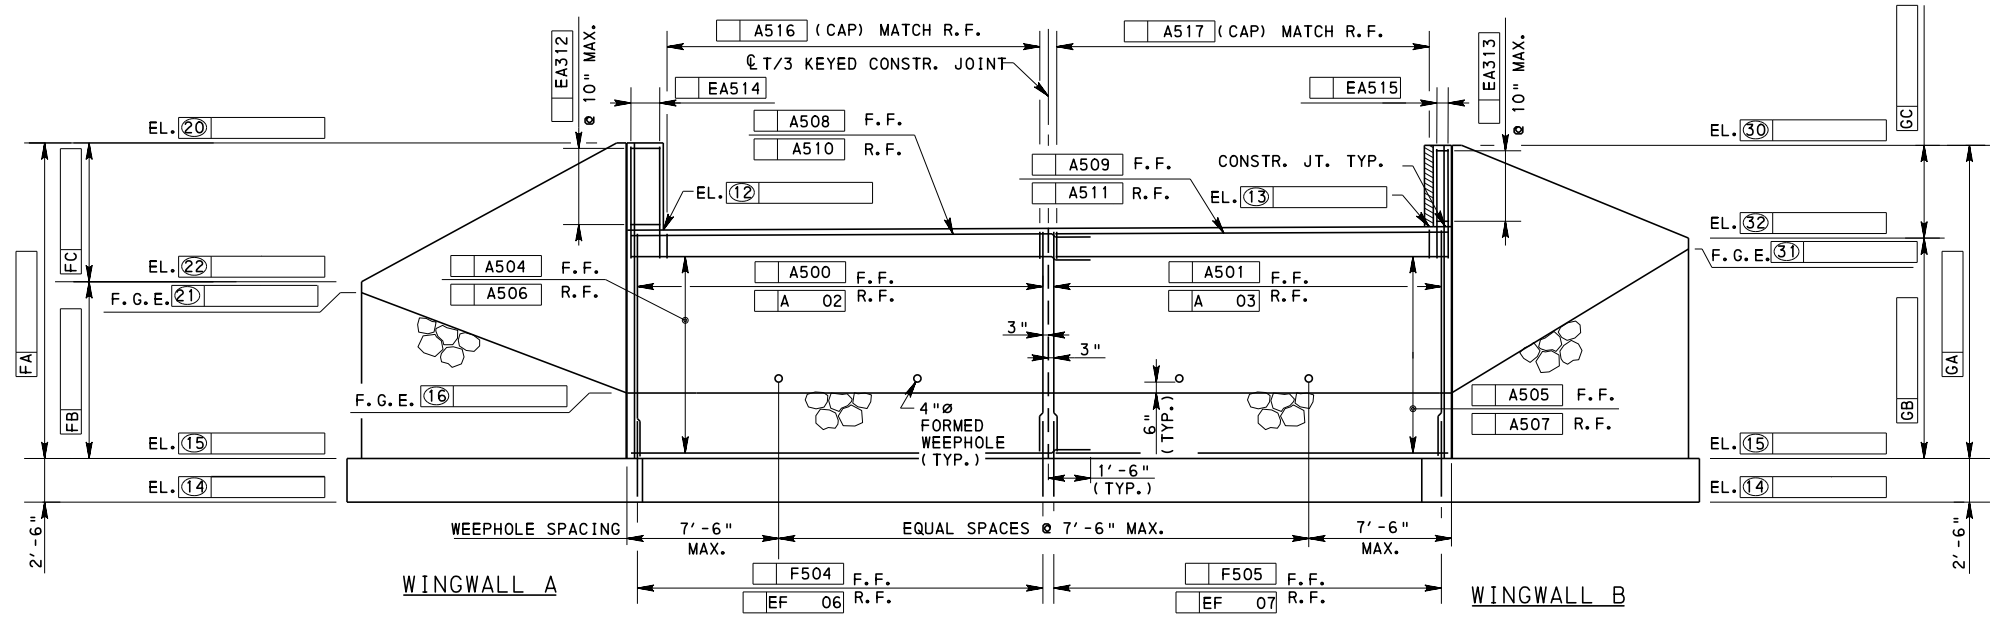 A516 (CAP) MATCH R.F.
A517 (CAP) MATCH R.F.
℄ T/3 KEYED CONSTR. JOINT
EA312
@ 10" MAX.
EA313
@ 10" MAX.
GC
EA514
EA515
EL. 20
A508 F.F.
A510 R.F.
A509 F.F.
A511 R.F.
CONSTR. JT. TYP.
EL. 30
EL. 12
EL. 13
EL. 32
FC
EL. 22
F.G.E. 21
A504 F.F.
A506 R.F.
A500 F.F.
A 02 R.F.
A501 F.F.
A 03 R.F.
F.G.E. 31
FA
FB
GA
GB
3"
3"
F.G.E. 16
4"Ø
FORMED
WEEPHOLE
(TYP.)
6"
(TYP.)
A505 F.F.
A507 R.F.
EL. 15
EL. 15
EL. 14
1'-6"
(TYP.)
EL. 14
2'-6"
WEEPHOLE SPACING
7'-6"
MAX.
EQUAL SPACES @ 7'-6" MAX.
7'-6"
MAX.
2'-6"
WINGWALL A
F504 F.F.
EF 06 R.F.
F505 F.F.
EF 07 R.F.
WINGWALL B